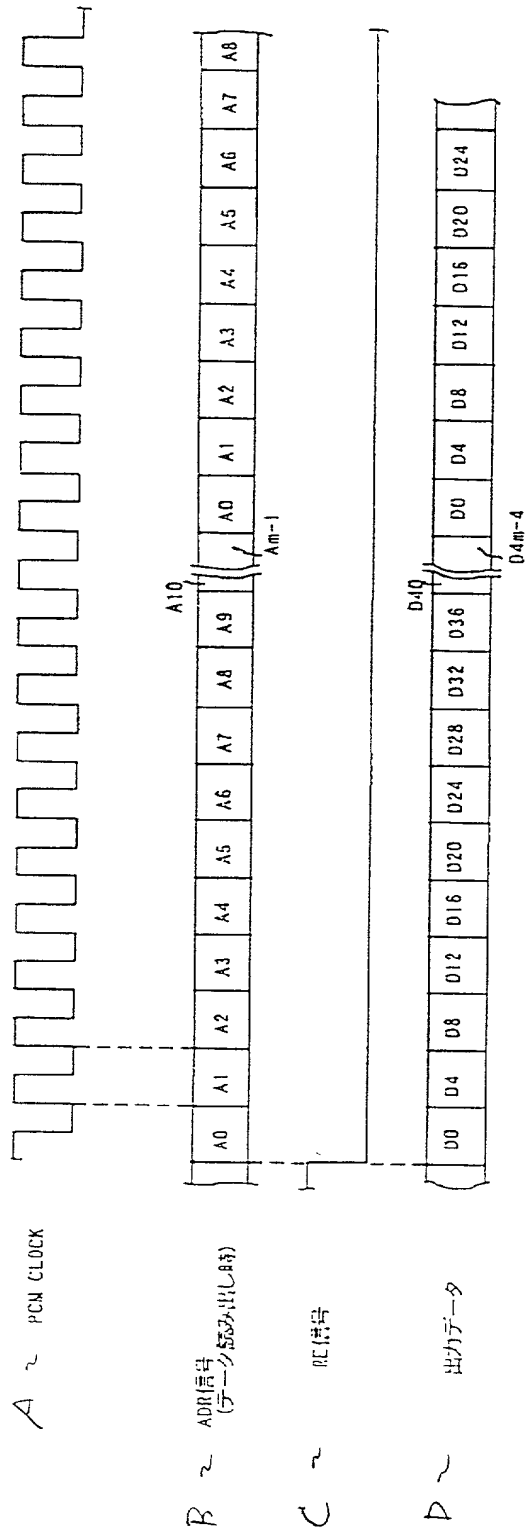 A ~ PCM CLOCK
B ~ ADR信号
(データ読み出し時)
A0 A1 A2 A3 A4 A5 A6 A7 A8 A9 A0 A1 A2 A3 A4 A5 A6 A7 A8
A10
Am-1
C ~ RE信号
D ~ 出力データ
D40
D0 D4 D8 D12 D16 D20 D24 D28 D32 D36 D0 D4 D8 D12 D16 D20 D24
D4m-4